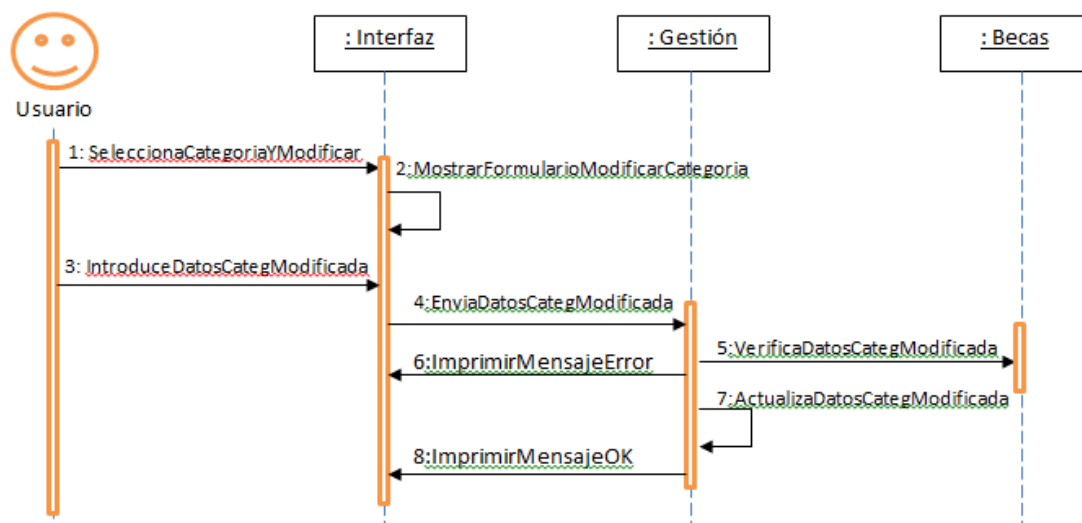 : Interfaz
: Gestión
: Becas
Usuario
1: SeleccionaCategoriaYModificar
2:MostrarFormularioModificarCategoria
3: IntroduceDatosCategModificada
4:EnviaDatosCategModificada
5:VerificaDatosCategModificada
6:ImprimirMensajeError
7:ActualizaDatosCategModificada
8:ImprimirMensajeOK